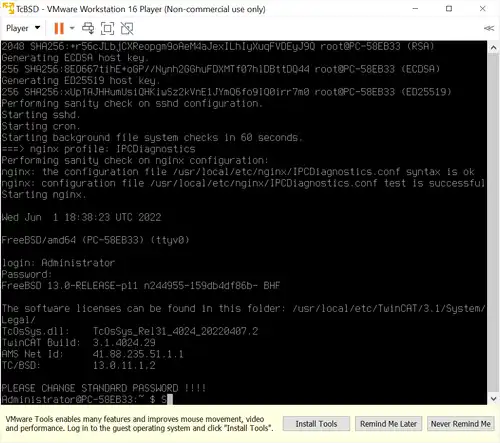 TcBSD - VMware Workstation 16 Player (Non-commercial use only)
Player
2048 SHA256:+r56cJLbjCXReopgm9oAeM4aJexILhIyXuqFVDEyJ9Q root@PC-58EB33 (RSA)
Generating ECDSA host key.
256 SHA256:8EO667tihE+oGP//Nynh2GGhuFDXMTf07hlDBttDQ44 root@PC-58EB33 (ECDSA)
Generating ED25519 host key.
256 SHA256:xUpTAJHHumUsiQHKiwSz2kVnE1JYmQ6fo9IQ0irr7m0 root@PC-58EB33 (ED25519)
Performing sanity check on sshd configuration.
Starting sshd.
Starting cron.
Starting background file system checks in 60 seconds.
===> nginx profile: IPCDiagnostics
Performing sanity check on nginx configuration:
nginx: the configuration file /usr/local/etc/nginx/IPCDiagnostics.conf syntax is ok
nginx: configuration file /usr/local/etc/nginx/IPCDiagnostics.conf test is successful
Starting nginx.
Wed Jun 1 18:38:23 UTC 2022
FreeBSD/amd64 (PC-58EB33) (ttyv0)
login: Administrator
Password:
FreeBSD 13.0-RELEASE-p11 n244955-159db4df86b- BHF
The software licenses can be found in this folder: /usr/local/etc/TwinCAT/3.1/System/
Legal/
TcOsSys.dll: TcOsSys_Rel31_4024_20220407.2
TwinCAT Build: 3.1.4024.29
AMS Net Id: 41.88.235.51.1.1
TC/BSD: 13.0.11.1.2
PLEASE CHANGE STANDARD PASSWORD !!!!
Administrator@PC-58EB33:~ $ S
VMware Tools enables many features and improves mouse movement, video
and performance. Log in to the guest operating system and click "Install Tools".
Install Tools
Remind Me Later
Never Remind Me